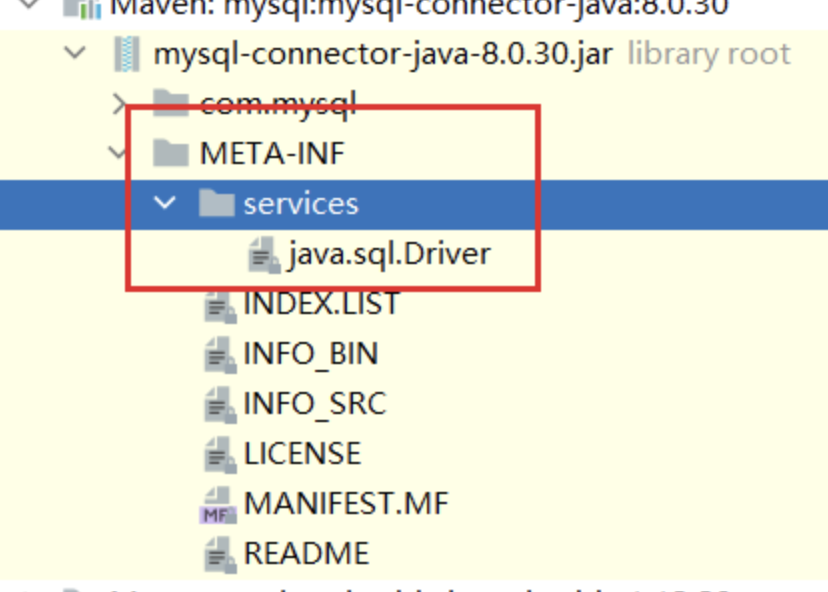 Maven: mysql:mysql-connector-java:8.0.30
mysql-connector-java-8.0.30.jar library root
com.mysql
META-INF
services
java.sql.Driver
INDEX.LIST
INFO_BIN
INFO_SRC
LICENSE
MF MANIFEST.MF
README